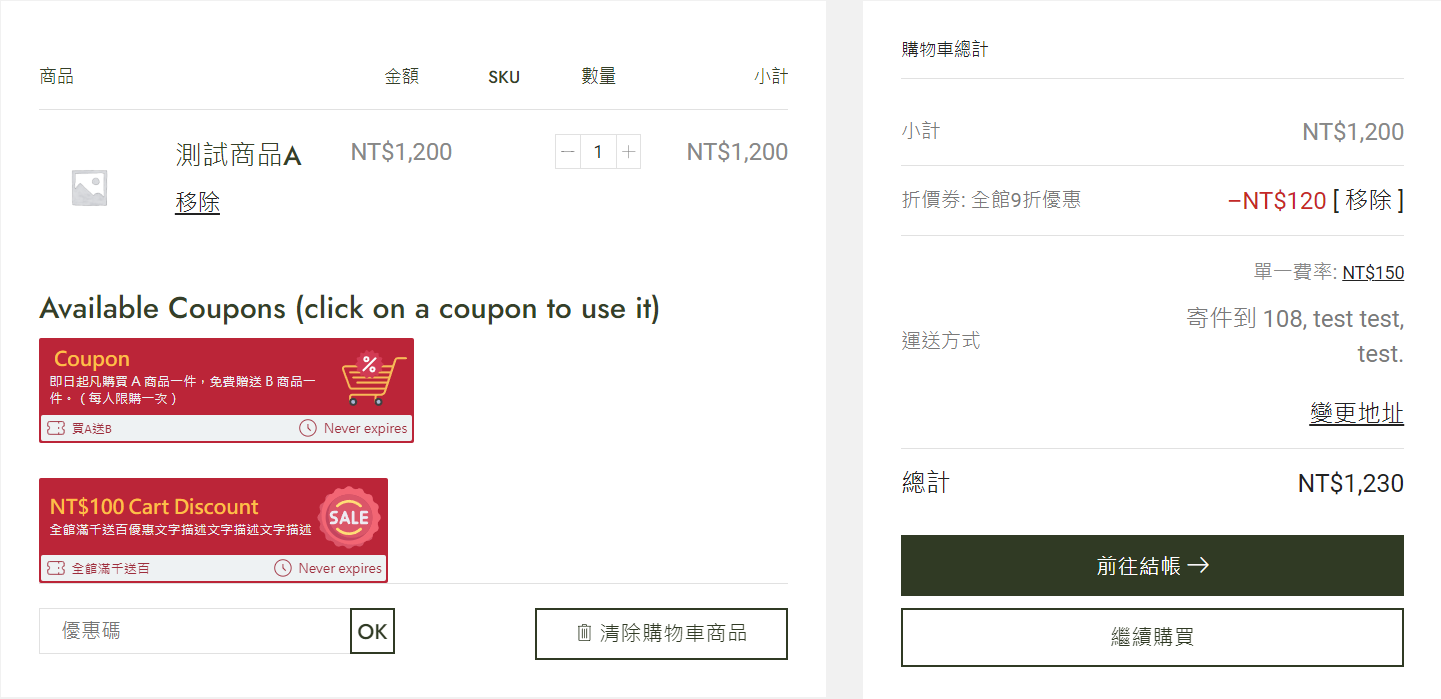 商品 金額 SKU 數量 小計
測試商品A NT$1,200 1 NT$1,200
移除
Available Coupons (click on a coupon to use it)
Coupon
即日起凡購買 A 商品一件，免費贈送 B 商品一
件。（每人限購一次）
買A送B Never expires
NT$100 Cart Discount
全館滿千送百優惠文字描述文字描述文字描述
SALE
全館滿千送百 Never expires
優惠碼 OK 清除購物車商品
購物車總計
小計 NT$1,200
折價券: 全館9折優惠 –NT$120 [ 移除 ]
單一費率: NT$150
寄件到 108, test test,
運送方式
test.
變更地址
總計 NT$1,230
前往結帳 →
繼續購買